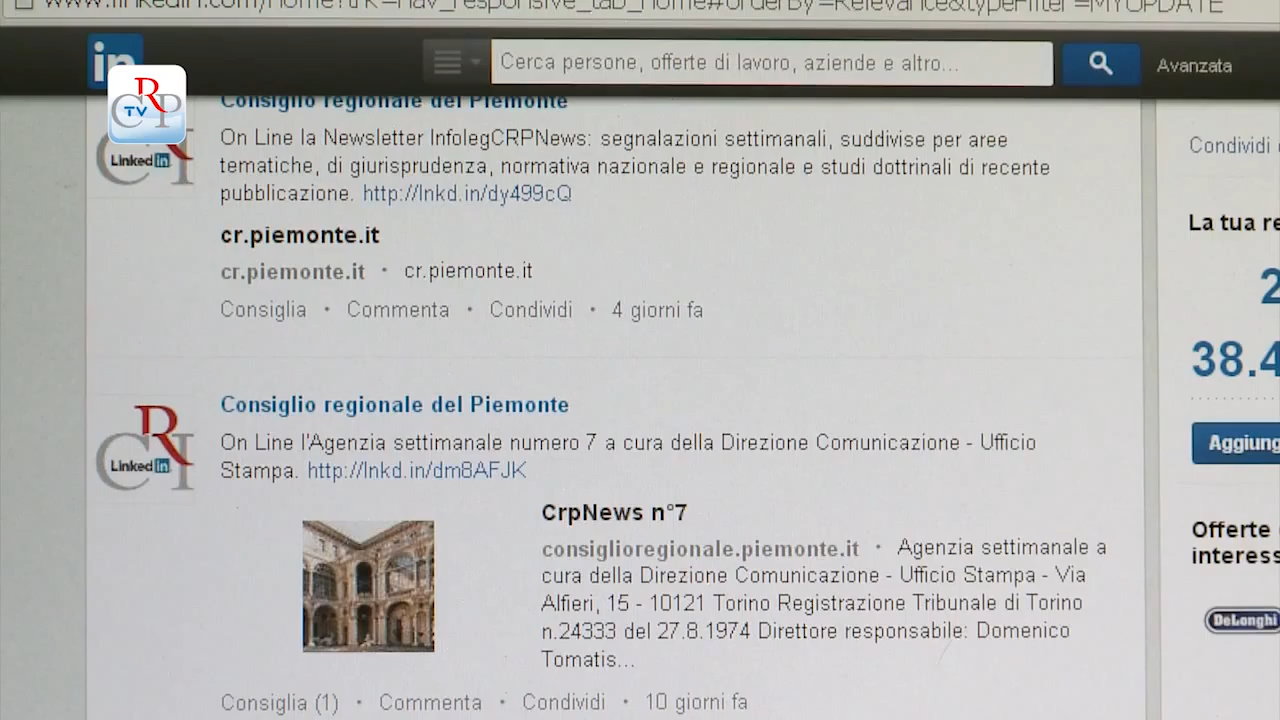 www.linkedin.com/home?trk=nav_responsive_tab_home#orderBy=Relevance&typeFilter=MYUPDATE
in
Cerca persone, offerte di lavoro, aziende e altro...
Avanzata
CRP
TV
Consiglio regionale del Piemonte
On Line la Newsletter InfolegCRPNews: segnalazioni settimanali, suddivise per aree
tematiche, di giurisprudenza, normativa nazionale e regionale e studi dottrinali di recente
pubblicazione. http://lnkd.in/dy499cQ
Linked in
cr.piemonte.it
cr.piemonte.it • cr.piemonte.it
Consiglia • Commenta • Condividi • 4 giorni fa
Consiglio regionale del Piemonte
On Line l'Agenzia settimanale numero 7 a cura della Direzione Comunicazione - Ufficio
Stampa. http://lnkd.in/dm8AFJK
Linked in
CrpNews n°7
consiglioregionale.piemonte.it • Agenzia settimanale a
cura della Direzione Comunicazione - Ufficio Stampa - Via
Alfieri, 15 - 10121 Torino Registrazione Tribunale di Torino
n.24333 del 27.8.1974 Direttore responsabile: Domenico
Tomatis...
Consiglia (1) • Commenta • Condividi • 10 giorni fa
Condividi
La tua re
2
38.4
Aggiung
Offerte
interess
DeLonghi